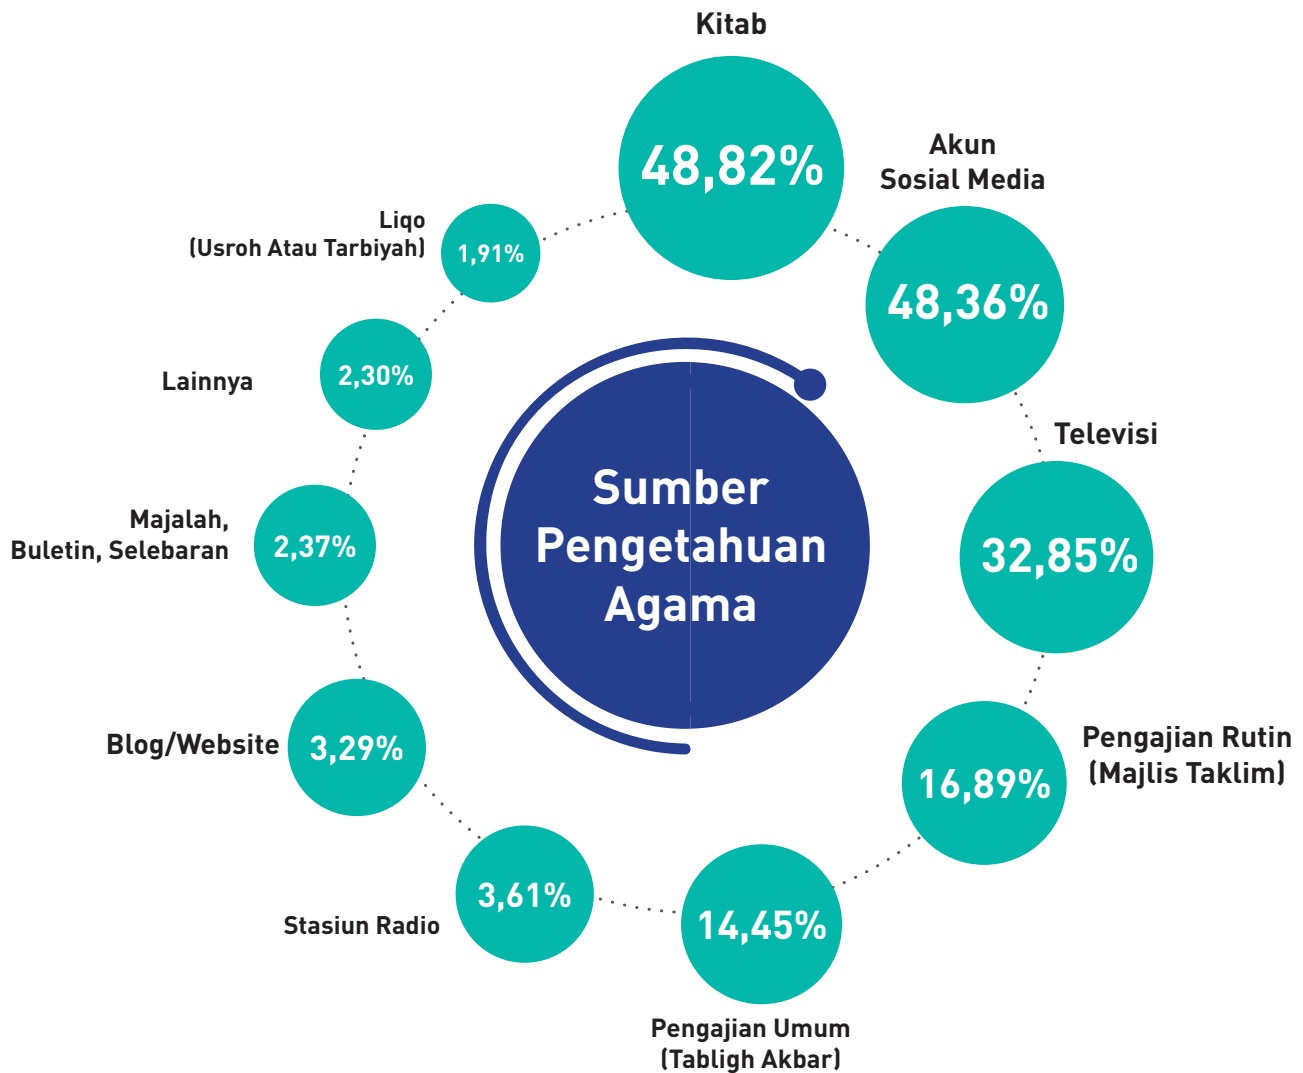 Kitab
48,82%
Akun
Sosial Media
48,36%
Televisi
32,85%
Pengajian Rutin
(Majlis Taklim)
16,89%
14,45%
Pengajian Umum
(Tabligh Akbar)
3,61%
Stasiun Radio
Blog/Website
3,29%
Majalah,
Buletin, Selebaran
2,37%
Lainnya
2,30%
Liqo
(Usroh Atau Tarbiyah)
1,91%
Sumber
Pengetahuan
Agama